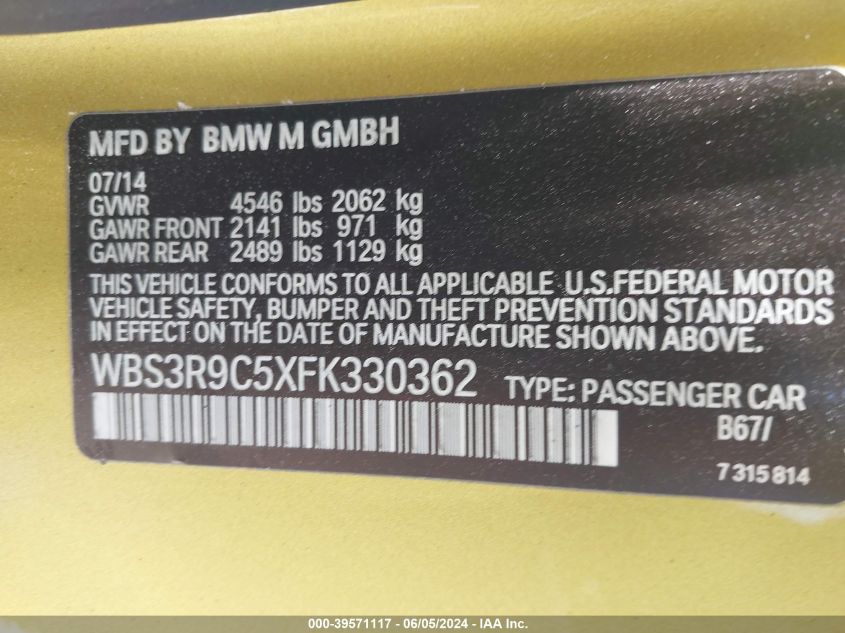 MFD BY BMW M GMBH
07/14
GVWR 4546 lbs 2062 kg
GAWR FRONT 2141 lbs 971 kg
GAWR REAR 2489 lbs 1129 kg
THIS VEHICLE CONFORMS TO ALL APPLICABLE U.S.FEDERAL MOTOR
VEHICLE SAFETY, BUMPER AND THEFT PREVENTION STANDARDS
IN EFFECT ON THE DATE OF MANUFACTURE SHOWN ABOVE.
WBS3R9C5XFK330362 TYPE: PASSENGER CAR
B67/
7 315 814
000-39571117 - 06/05/2024 - IAAI.COM